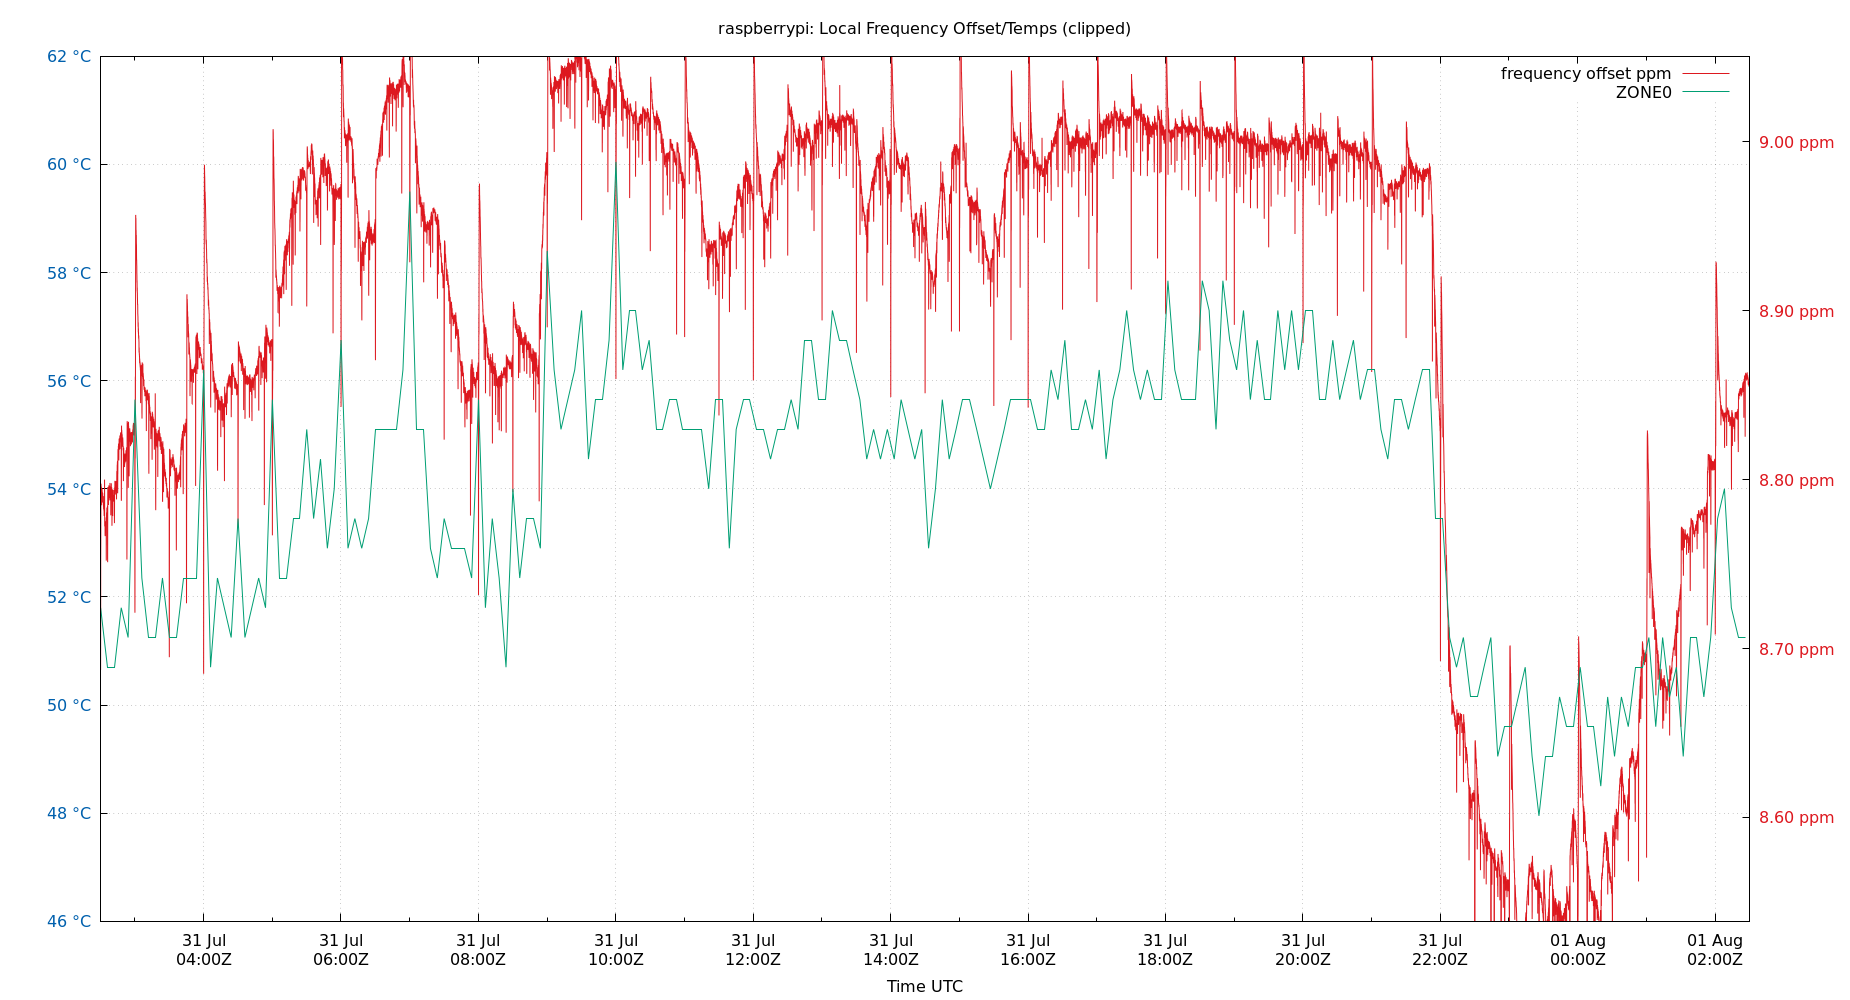 raspberrypi: Local Frequency Offset/Temps (clipped)
frequency offset ppm
ZONE0
62 °C
60 °C
58 °C
56 °C
54 °C
52 °C
50 °C
48 °C
46 °C
9.00 ppm
8.90 ppm
8.80 ppm
8.70 ppm
8.60 ppm
31 Jul 31 Jul 31 Jul 31 Jul 31 Jul 31 Jul 31 Jul 31 Jul 31 Jul 31 Jul 01 Aug 01 Aug
04:00Z 06:00Z 08:00Z 10:00Z 12:00Z 14:00Z 16:00Z 18:00Z 20:00Z 22:00Z 00:00Z 02:00Z
Time UTC